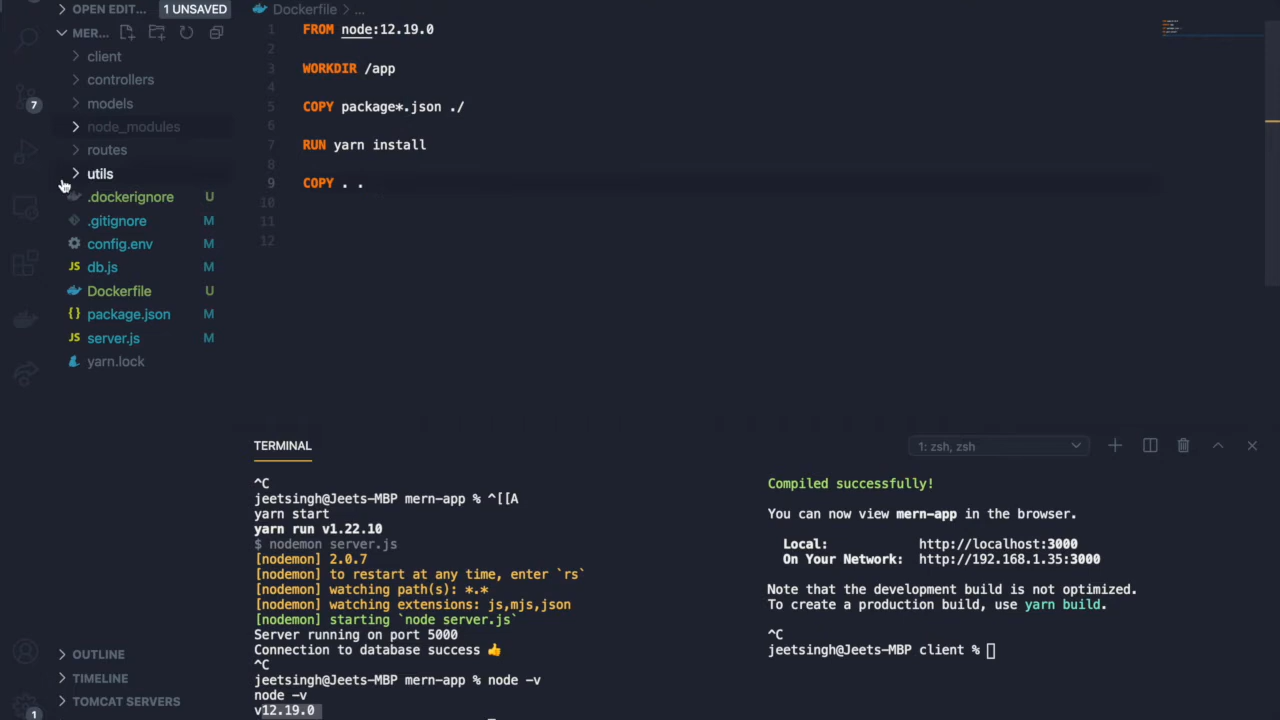 OPEN EDIT... 1 UNSAVED
MER...
client
controllers
models
node_modules
routes
utils
.dockerignore U
.gitignore M
config.env M
JS db.js M
Dockerfile U
{} package.json M
JS server.js M
yarn.lock
OUTLINE
TIMELINE
TOMCAT SERVERS
7
1
Dockerfile > ...
1 FROM node:12.19.0
2
3 WORKDIR /app
4
5 COPY package*.json ./
6
7 RUN yarn install
8
9 COPY . .
10
11
12
TERMINAL
1: zsh, zsh
^C
jeetsingh@Jeets-MBP mern-app % ^[[A
yarn start
yarn run v1.22.10
$ nodemon server.js
[nodemon] 2.0.7
[nodemon] to restart at any time, enter `rs`
[nodemon] watching path(s): *.*
[nodemon] watching extensions: js,mjs,json
[nodemon] starting `node server.js`
Server running on port 5000
Connection to database success 👍
^C
jeetsingh@Jeets-MBP mern-app % node -v
node -v
v12.19.0
Compiled successfully!
You can now view mern-app in the browser.
Local: http://localhost:3000
On Your Network: http://192.168.1.35:3000
Note that the development build is not optimized.
To create a production build, use yarn build.
^C
jeetsingh@Jeets-MBP client %